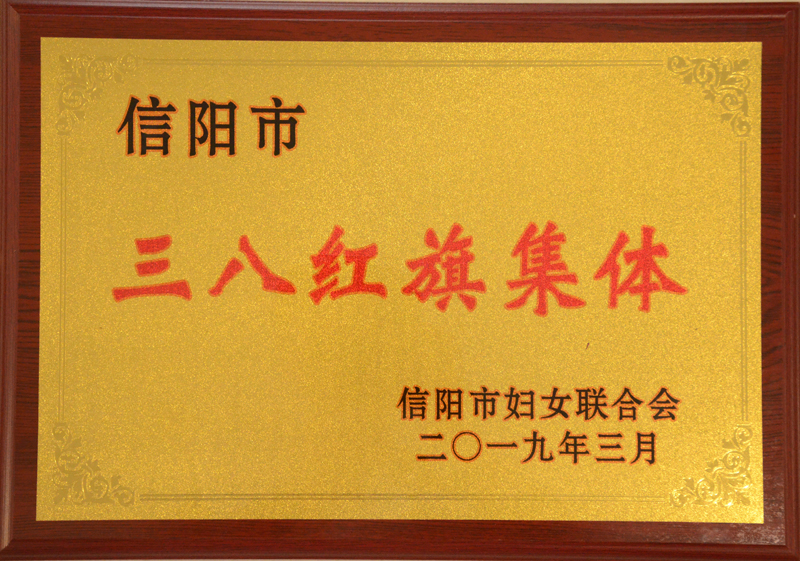 信阳市
三八红旗集体
信阳市妇女联合会
二〇一九年三月